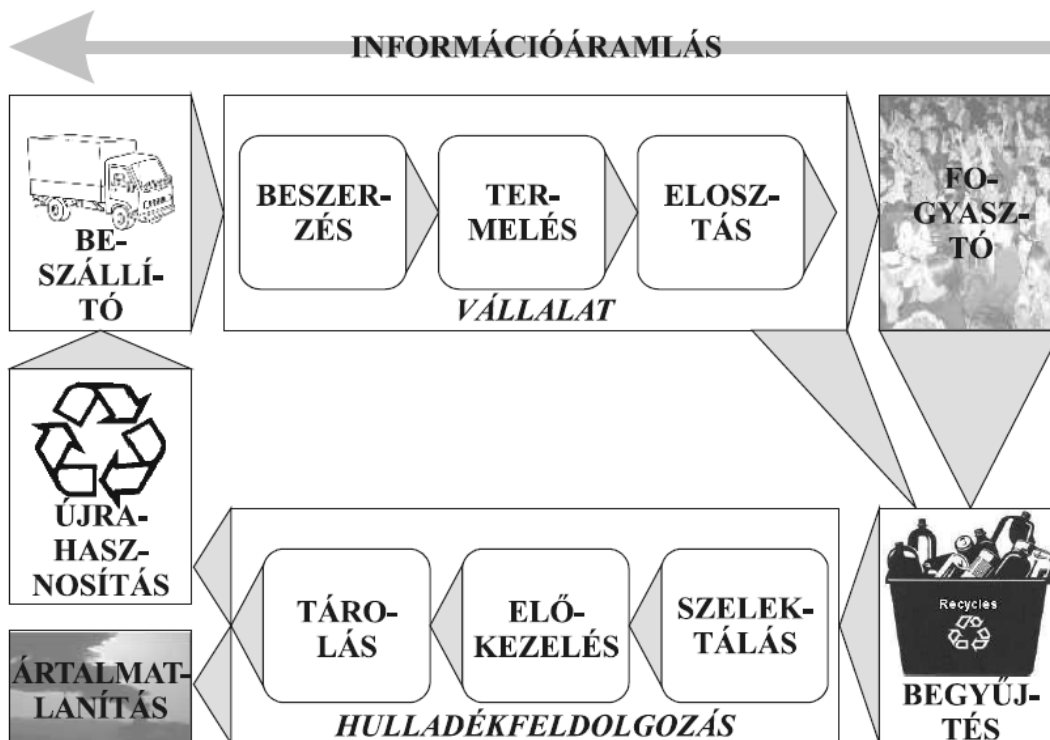 INFORMÁCIÓÁRAMLÁS
BE-
SZÁLLÍ-
TÓ
BESZER-
ZÉS
TER-
MELÉS
ELOSZ-
TÁS
VÁLLALAT
FO-
GYASZ-
TÓ
ÚJRA-
HASZ-
NOSÍTÁS
ÁRTALMAT-
LANÍTÁS
TÁRO-
LÁS
ELŐ-
KEZELÉS
SZELEK-
TÁLÁS
HULLADÉKFELDOLGOZÁS
Recycles
BEGYŰJ-
TÉS